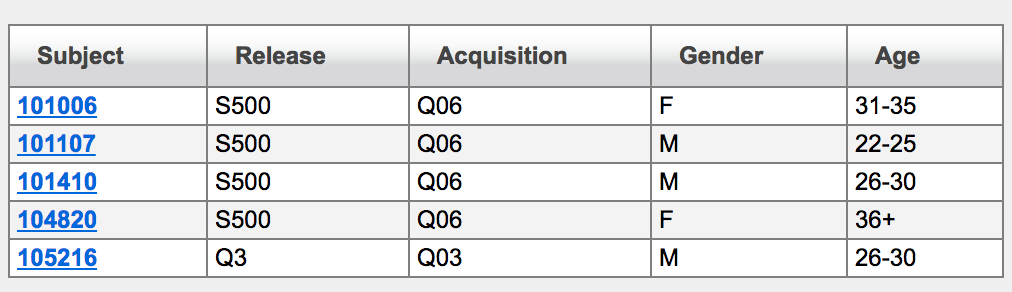 Subject Release Acquisition Gender Age
101006 S500 Q06 F 31-35
101107 S500 Q06 M 22-25
101410 S500 Q06 M 26-30
104820 S500 Q06 F 36+
105216 Q3 Q03 M 26-30